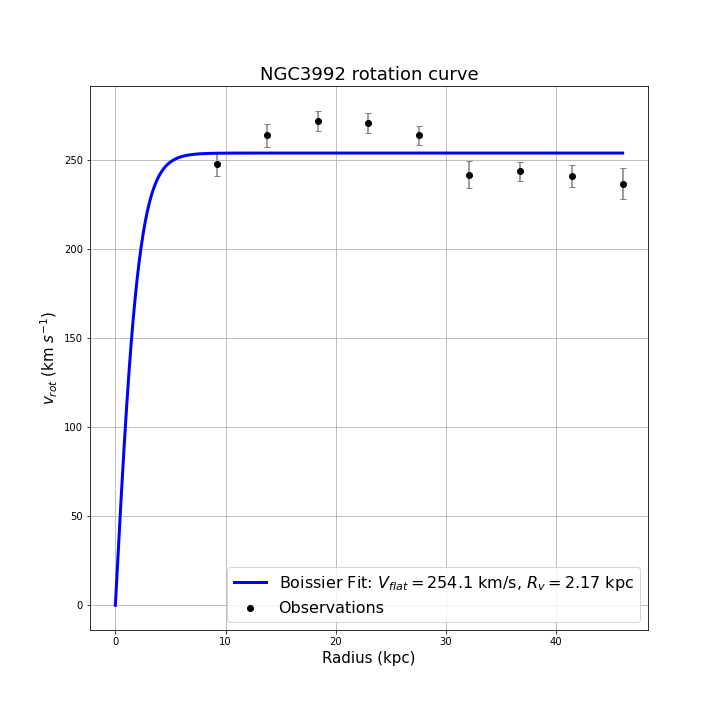 NGC3992 rotation curve
250
200
150
100
50
0
v_rot (km s^−1)
0 10 20 30 40
Radius (kpc)
Boissier Fit: V_flat = 254.1 km/s, R_v = 2.17 kpc
Observations